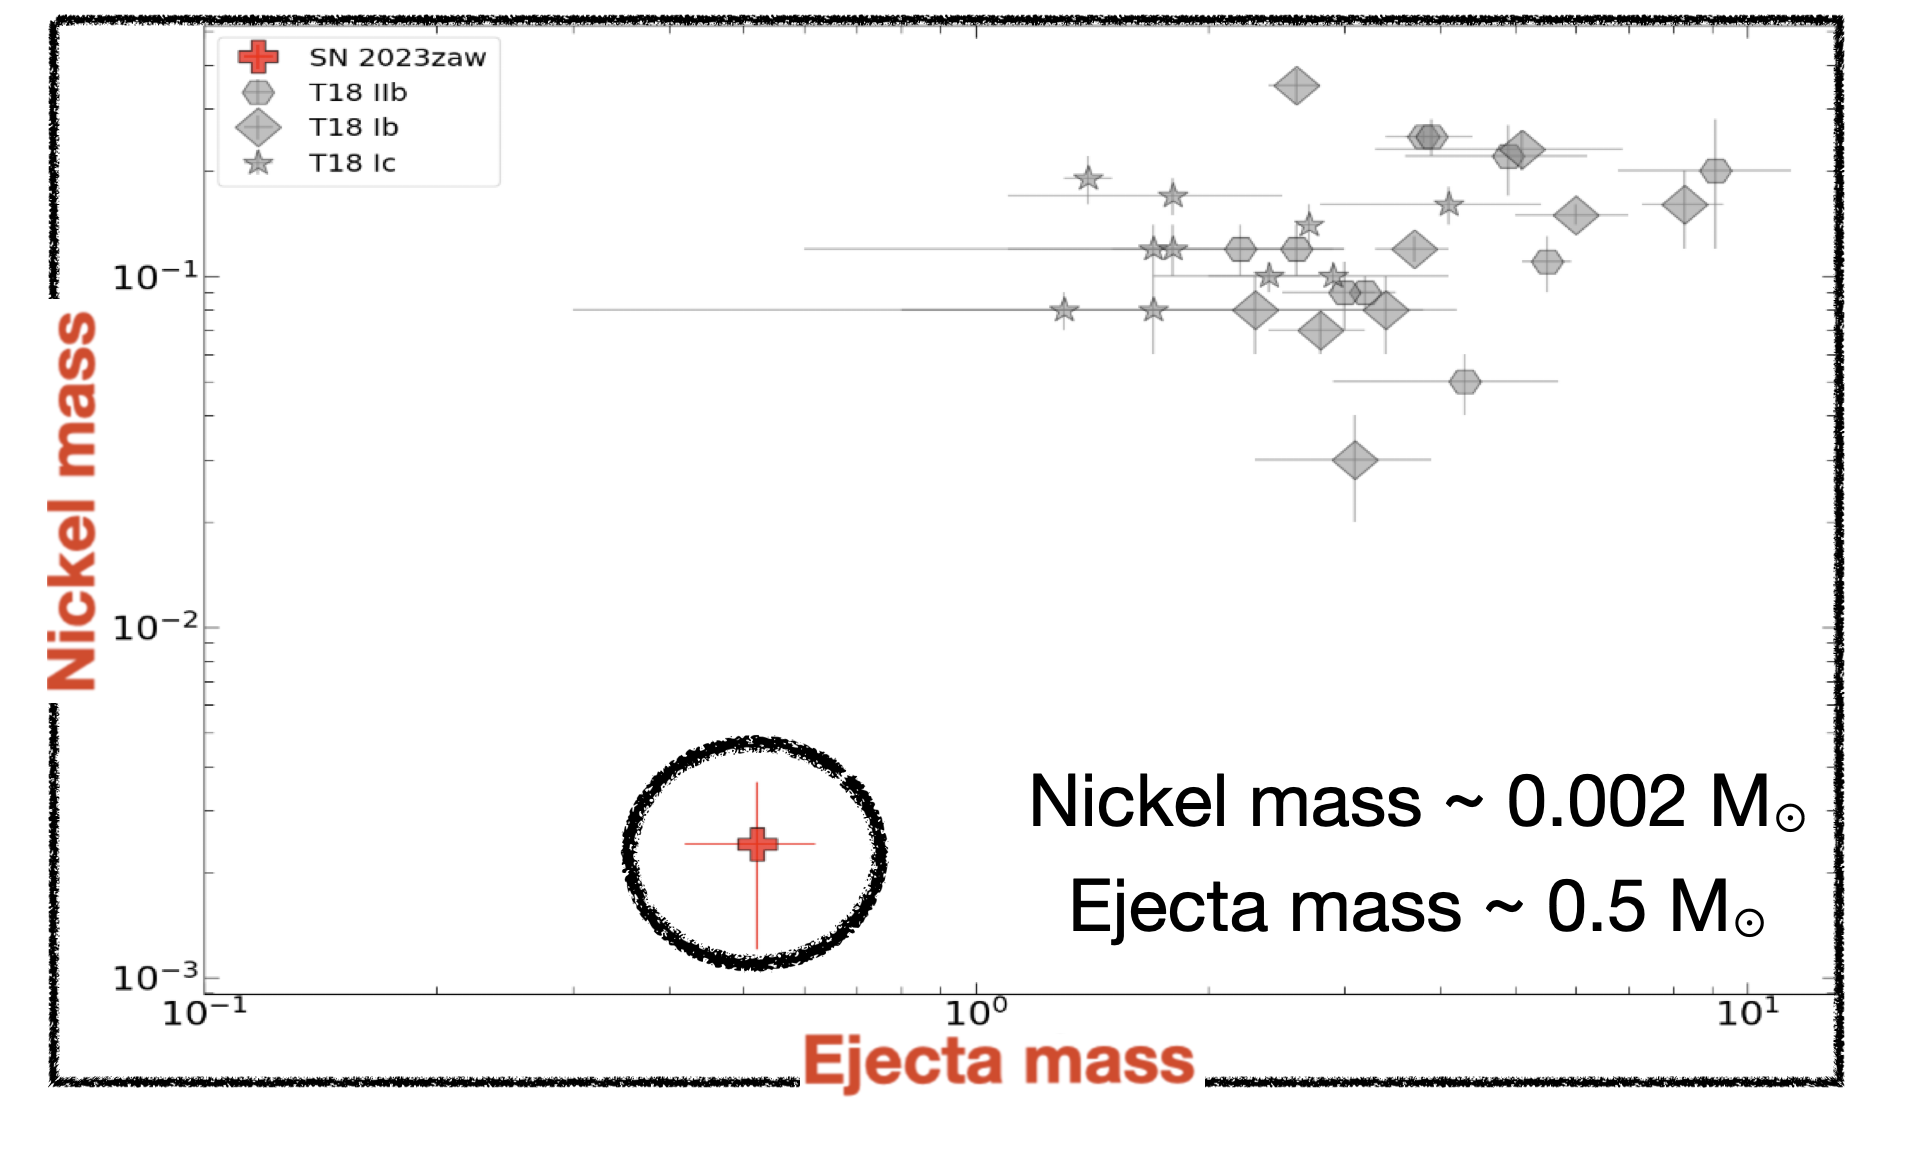 SN 2023zaw
T18 IIb
T18 Ib
T18 Ic
10⁻¹
10⁻²
10⁻³
Nickel mass
Nickel mass ~ 0.002 M⊙
Ejecta mass ~ 0.5 M⊙
10⁻¹ 10⁰ 10¹
Ejecta mass